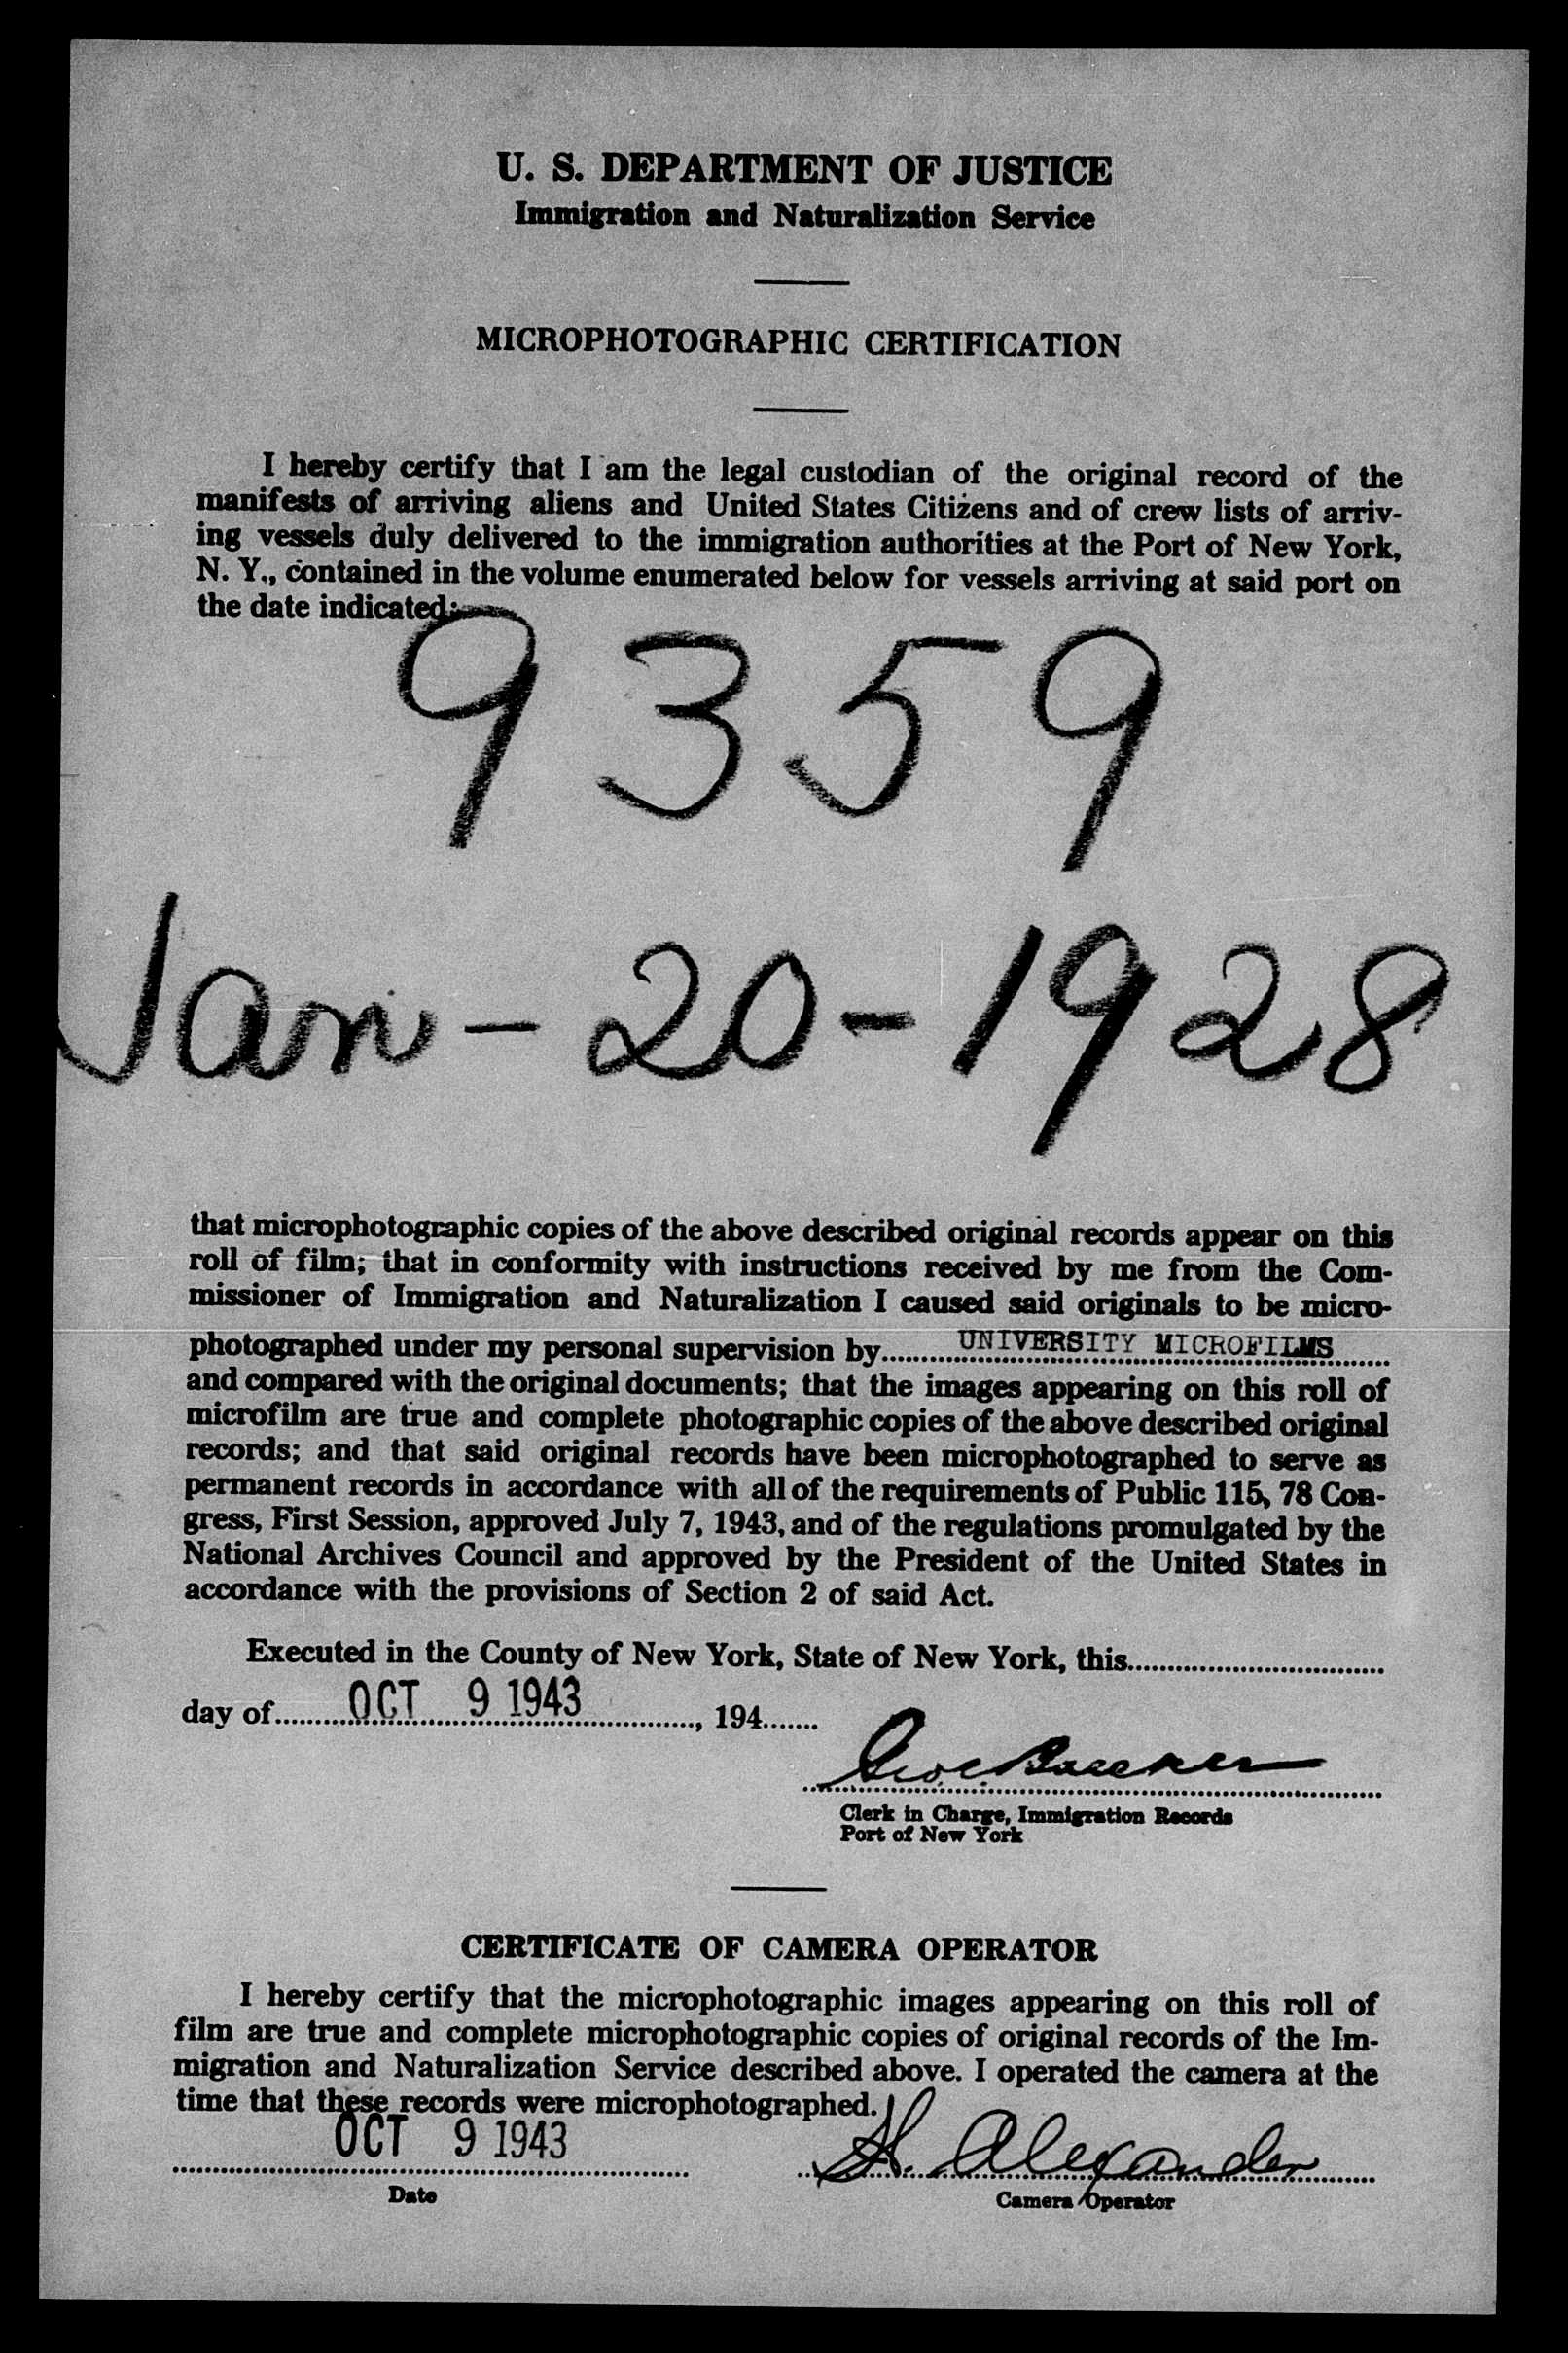 U. S. DEPARTMENT OF JUSTICE
Immigration and Naturalization Service
MICROPHOTOGRAPHIC CERTIFICATION
I hereby certify that I am the legal custodian of the original record of the
manifests of arriving aliens and United States Citizens and of crew lists of arriv-
ing vessels duly delivered to the immigration authorities at the Port of New York,
N. Y., contained in the volume enumerated below for vessels arriving at said port on
the date indicated:
9359
Jan - 20 - 1928
that microphotographic copies of the above described original records appear on this
roll of film; that in conformity with instructions received by me from the Com-
missioner of Immigration and Naturalization I caused said originals to be micro-
photographed under my personal supervision by UNIVERSITY MICROFILMS
and compared with the original documents; that the images appearing on this roll of
microfilm are true and complete photographic copies of the above described original
records; and that said original records have been microphotographed to serve as
permanent records in accordance with all of the requirements of Public 115, 78 Con-
gress, First Session, approved July 7, 1943, and of the regulations promulgated by the
National Archives Council and approved by the President of the United States in
accordance with the provisions of Section 2 of said Act.
Executed in the County of New York, State of New York, this
day of OCT 9 1943, 194
Clerk in Charge, Immigration Records
Port of New York
CERTIFICATE OF CAMERA OPERATOR
I hereby certify that the microphotographic images appearing on this roll of
film are true and complete microphotographic copies of original records of the Im-
migration and Naturalization Service described above. I operated the camera at the
time that these records were microphotographed.
OCT 9 1943 H. Alexander
Date
Camera Operator